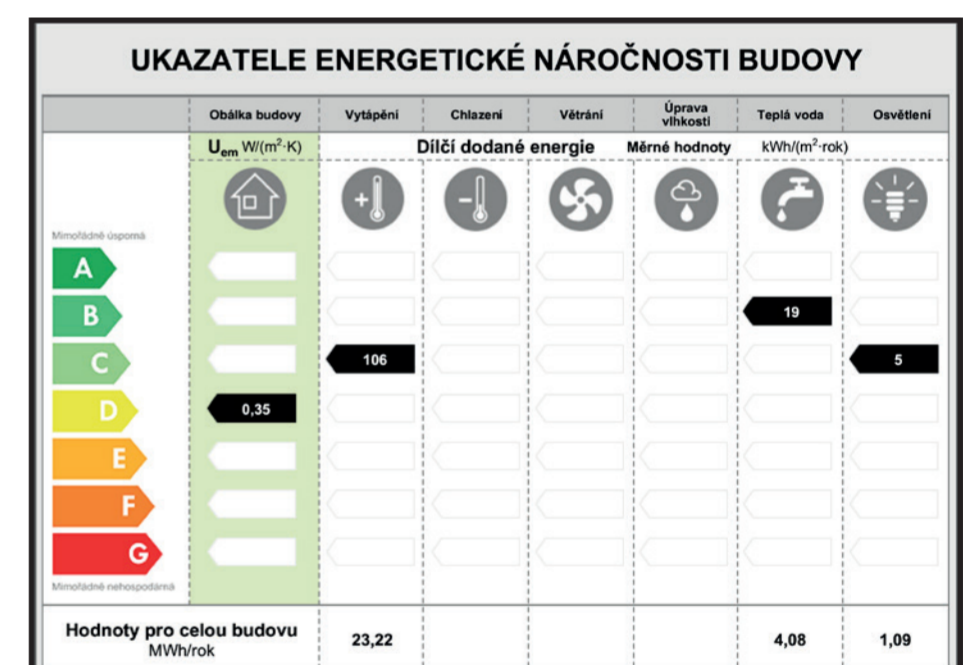 UKAZATELE ENERGETICKÉ NÁROČNOSTI BUDOVY
Obálka budovy Vytápění Chlazení Větrání Úprava vlhkosti Teplá voda Osvětlení
Uem W/(m²·K) Dílčí dodané energie Měrné hodnoty kWh/(m²·rok)
Mimořádně úsporná
A
B 19
C 106 5
D 0,35
E
F
G
Mimořádně nehospodárná
Hodnoty pro celou budovu
MWh/rok 23,22 4,08 1,09